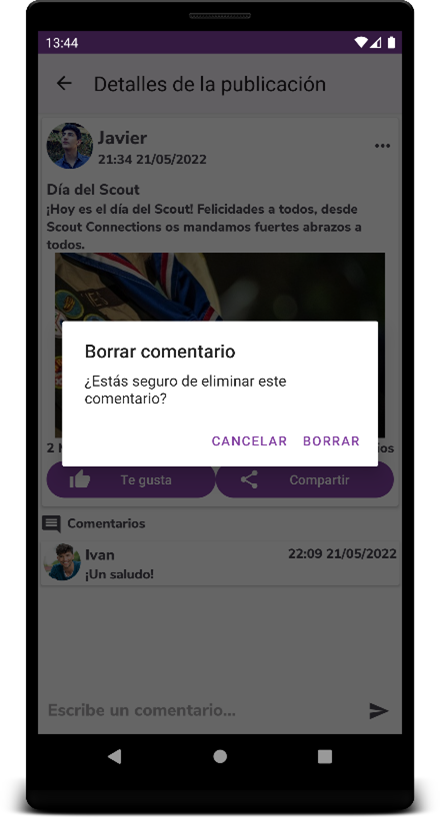 13:44
Detalles de la publicación
Javier
21:34 21/05/2022
Día del Scout
¡Hoy es el día del Scout! Felicidades a todos, desde
Scout Connections os mandamos fuertes abrazos a
todos.
Borrar comentario
¿Estás seguro de eliminar este
comentario?
CANCELAR BORRAR
2
Te gusta Compartir
Comentarios
Ivan 22:09 21/05/2022
¡Un saludo!
Escribe un comentario...